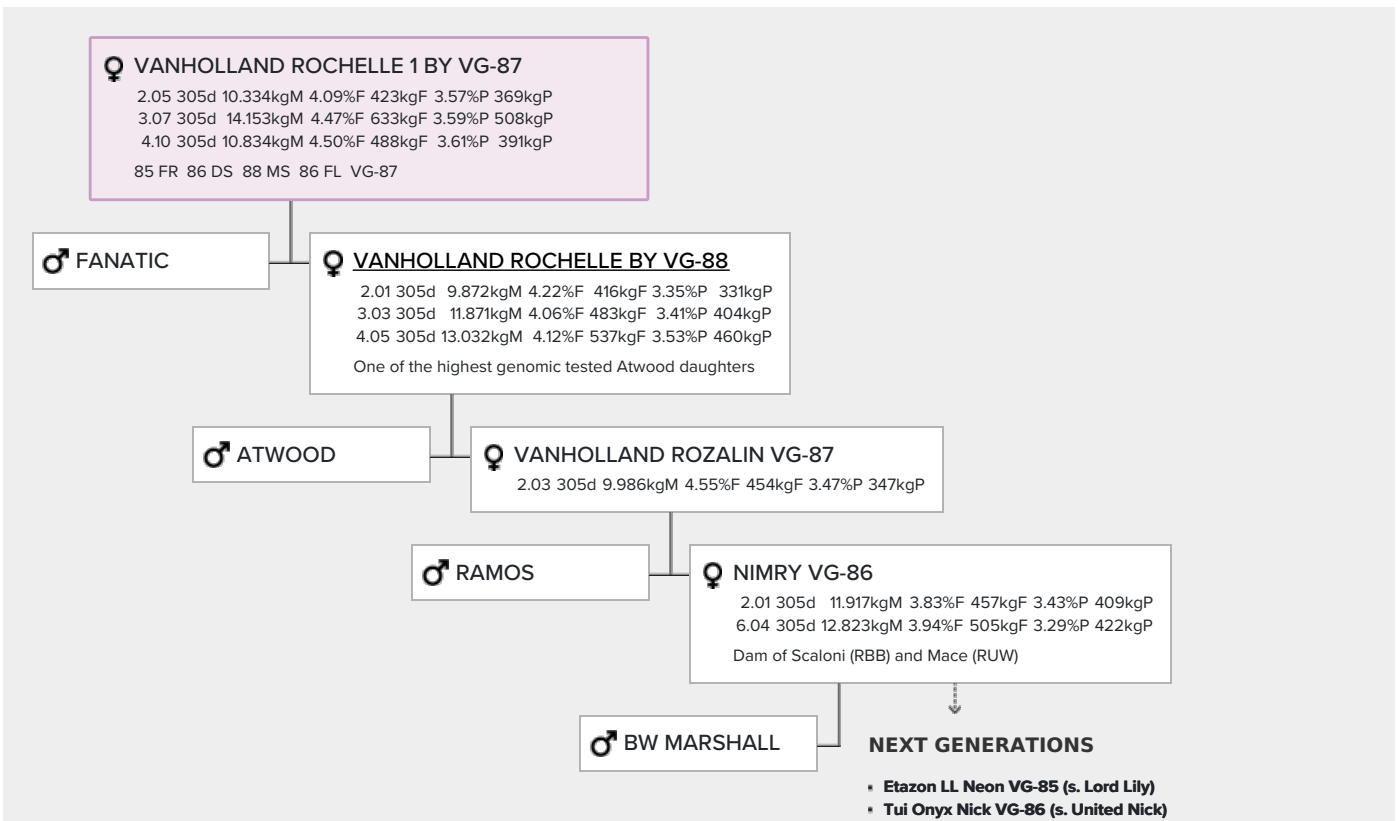 VANHOLLAND ROCHELLE 1 BY VG-87
2.05 305d 10.334kgM 4.09%F 423kgF 3.57%P 369kgP
3.07 305d 14.153kgM 4.47%F 633kgF 3.59%P 508kgP
4.10 305d 10.834kgM 4.50%F 488kgF 3.61%P 391kgP
85 FR 86 DS 88 MS 86 FL VG-87
FANATIC
VANHOLLAND ROCHELLE BY VG-88
2.01 305d 9.872kgM 4.22%F 416kgF 3.35%P 331kgP
3.03 305d 11.871kgM 4.06%F 483kgF 3.41%P 404kgP
4.05 305d 13.032kgM 4.12%F 537kgF 3.53%P 460kgP
One of the highest genomic tested Atwood daughters
ATWOOD
VANHOLLAND ROZALIN VG-87
2.03 305d 9.986kgM 4.55%F 454kgF 3.47%P 347kgP
RAMOS
NIMRY VG-86
2.01 305d 11.917kgM 3.83%F 457kgF 3.43%P 409kgP
6.04 305d 12.823kgM 3.94%F 505kgF 3.29%P 422kgP
Dam of Scaloni (RBB) and Mace (RUW)
BW MARSHALL
NEXT GENERATIONS
Etazon LL Neon VG-85 (s. Lord Lily)
Tui Onyx Nick VG-86 (s. United Nick)